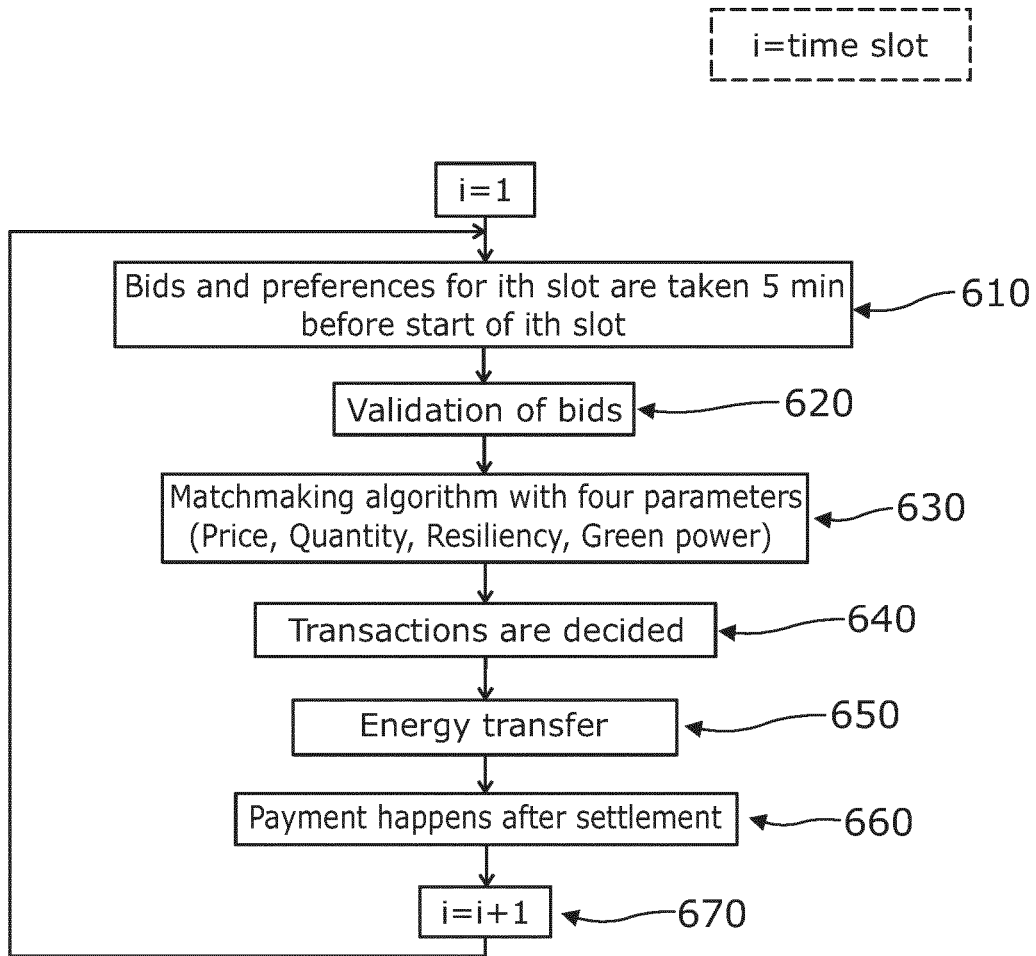 i=time slot
i=1
Bids and preferences for ith slot are taken 5 min
before start of ith slot
610
Validation of bids
620
Matchmaking algorithm with four parameters
(Price, Quantity, Resiliency, Green power)
630
Transactions are decided
640
Energy transfer
650
Payment happens after settlement
660
i=i+1
670